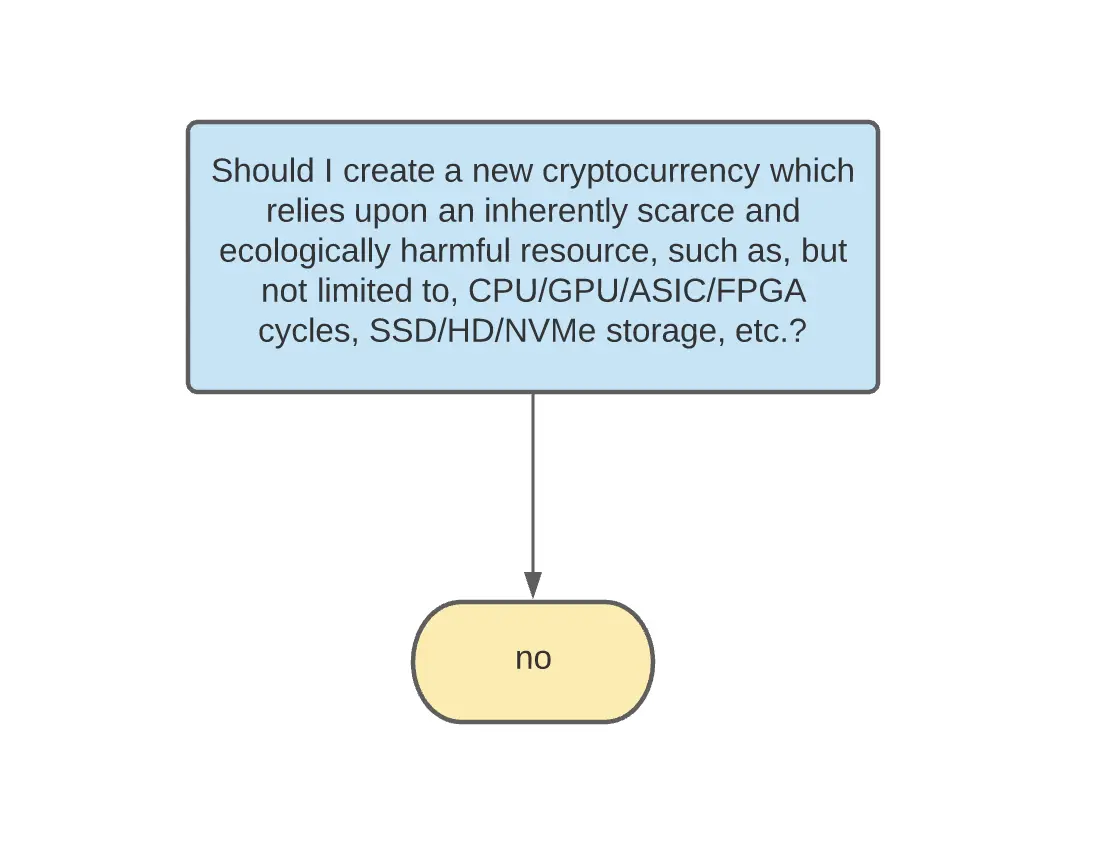 Should I create a new cryptocurrency which
relies upon an inherently scarce and
ecologically harmful resource, such as, but
not limited to, CPU/GPU/ASIC/FPGA
cycles, SSD/HD/NVMe storage, etc.?
no